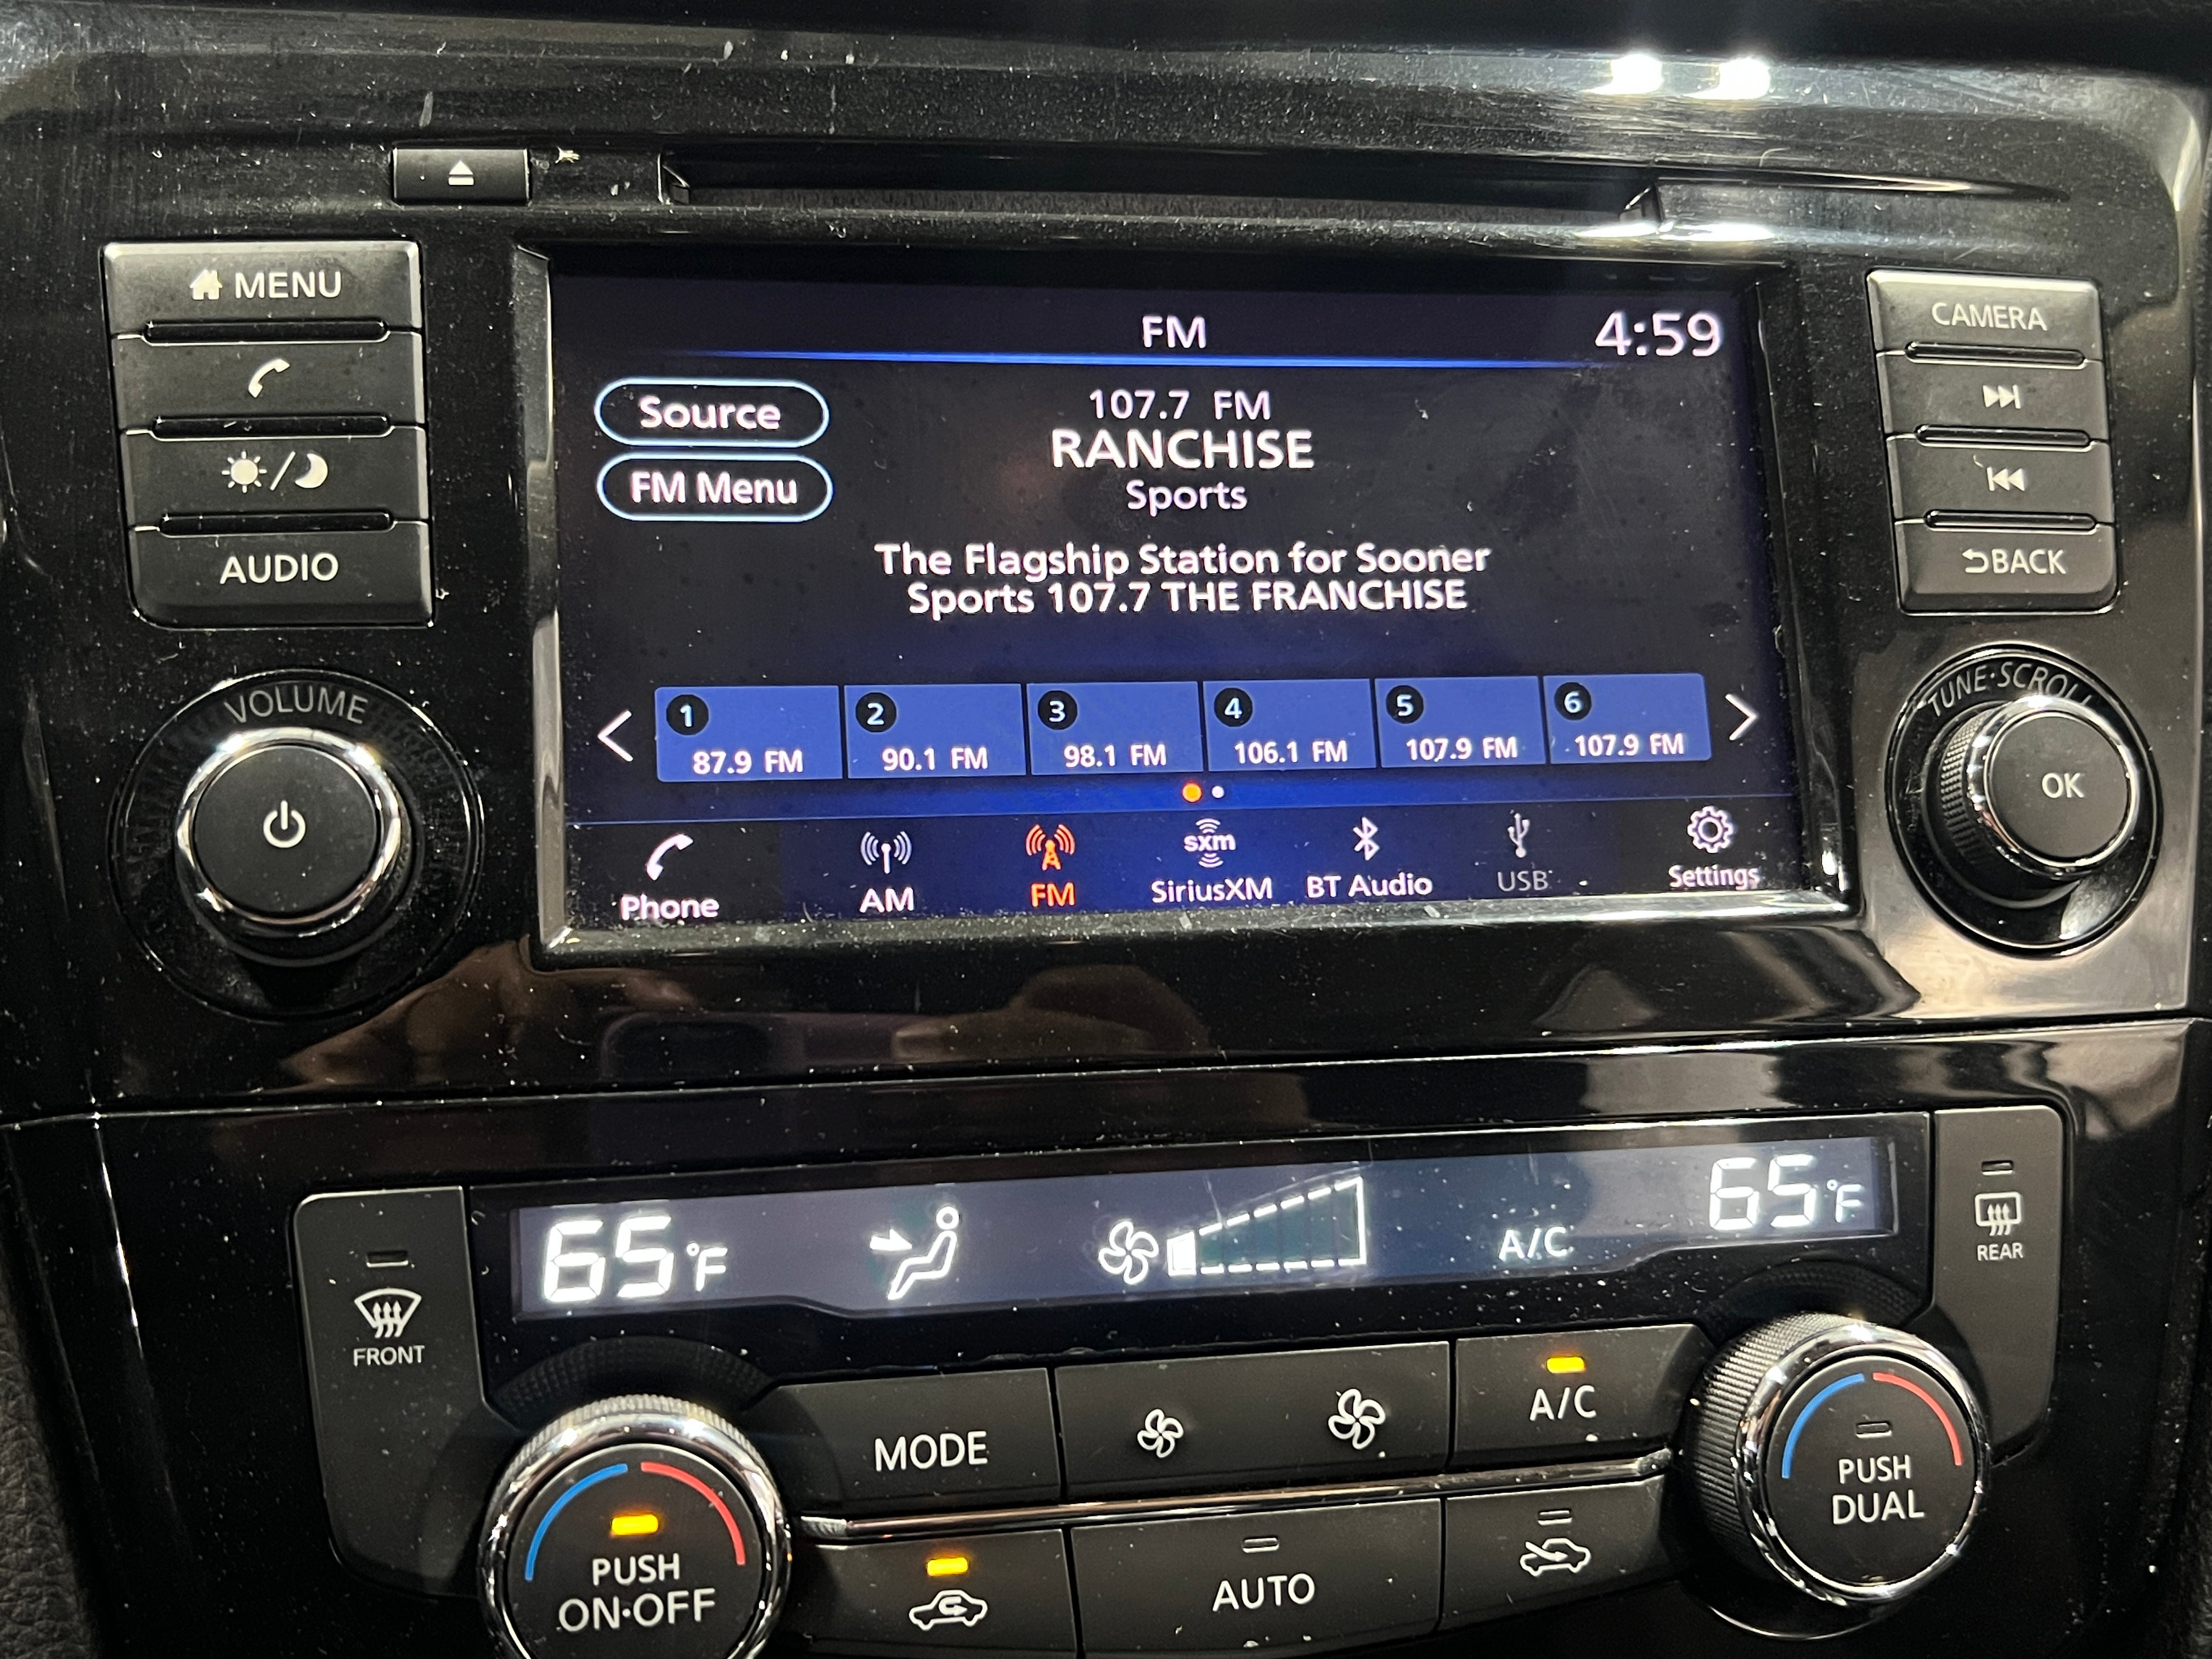 MENU
AUDIO
VOLUME
FM
4:59
Source
FM Menu
107.7 FM
RANCHISE
Sports
The Flagship Station for Sooner
Sports 107.7 THE FRANCHISE
1 87.9 FM
2 90.1 FM
3 98.1 FM
4 106.1 FM
5 107.9 FM
6 107.9 FM
Phone
AM
FM
sxm
SiriusXM
BT Audio
USB
Settings
CAMERA
BACK
TUNE·SCROLL
OK
65°F
A/C
65°F
FRONT
REAR
MODE
A/C
PUSH
ON·OFF
AUTO
PUSH
DUAL